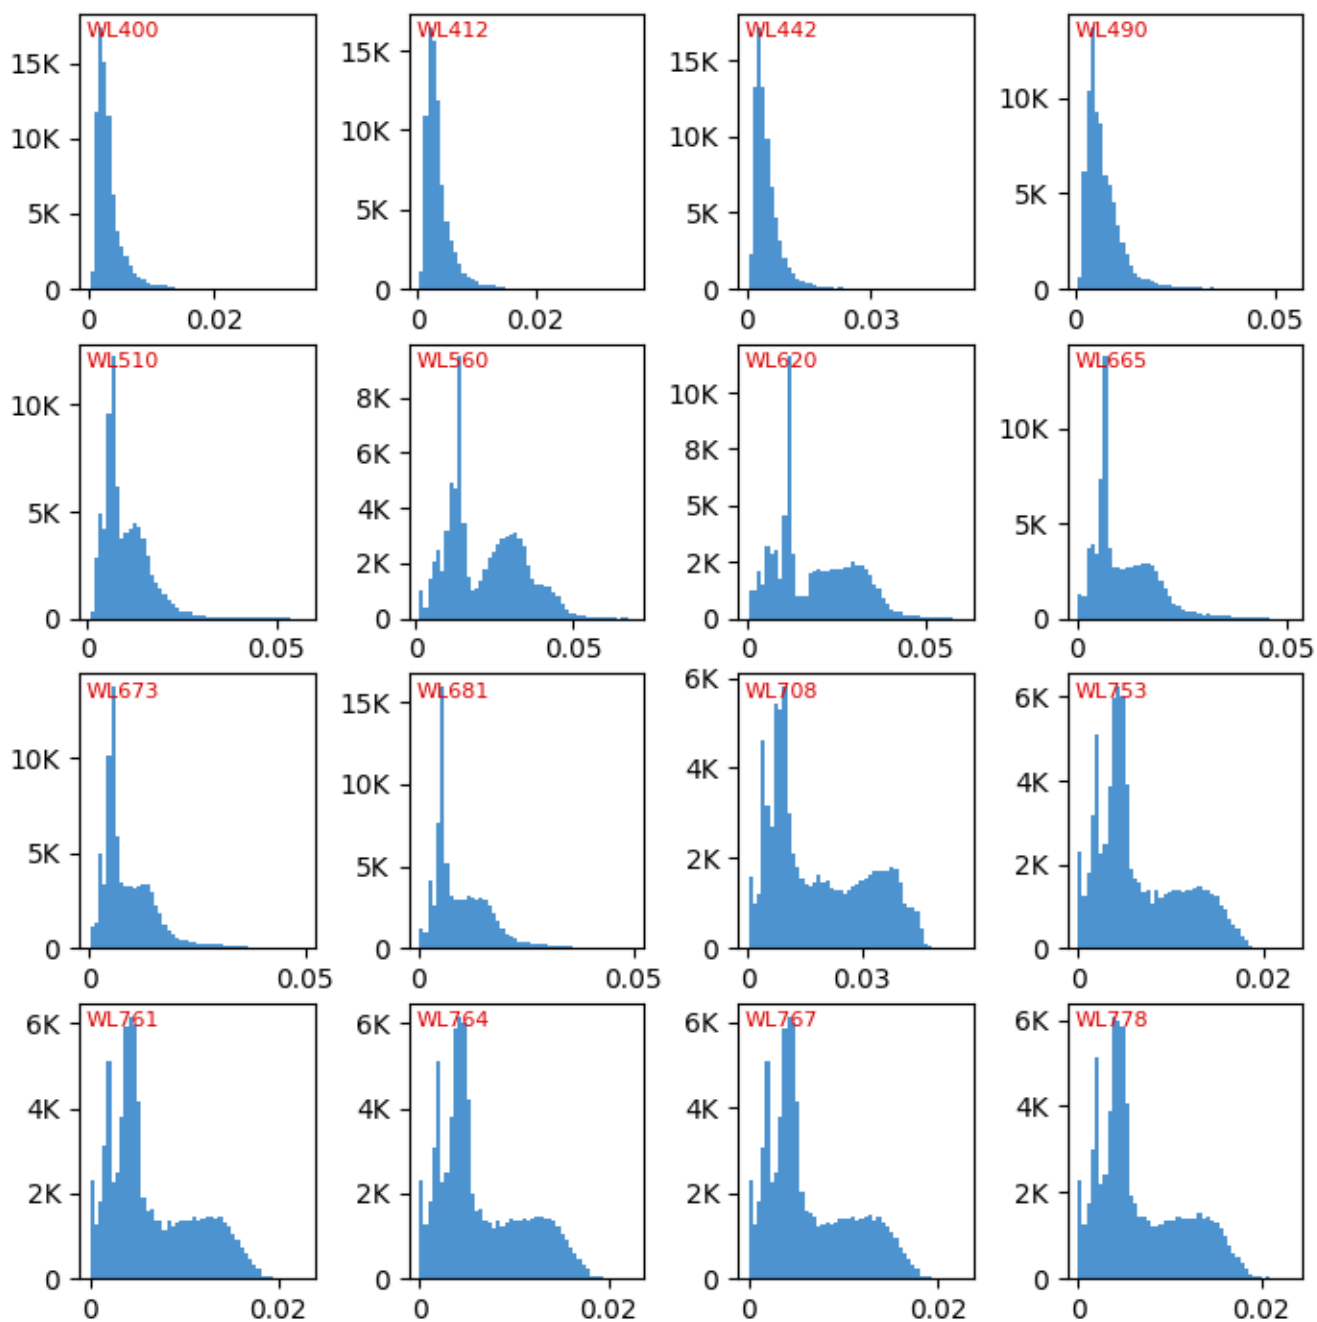 WL400 WL412 WL442 WL490
15K 15K 15K
10K 10K 10K 10K
5K 5K 5K 5K
0 0 0 0
0 0.02 0 0.02 0 0.03 0 0.05
WL510 WL560 WL620 WL665
10K 8K 10K 10K
6K 8K
5K 4K 5K 5K
2K 2K
0 0 0 0
0 0.05 0 0.05 0 0.05 0 0.05
WL673 WL681 WL708 WL753
15K 6K 6K
10K 10K 4K 4K
5K 5K 2K 2K
0 0 0 0
0 0.05 0 0.05 0 0.03 0 0.02
WL761 WL764 WL767 WL778
6K 6K 6K 6K
4K 4K 4K 4K
2K 2K 2K 2K
0 0 0 0
0 0.02 0 0.02 0 0.02 0 0.02